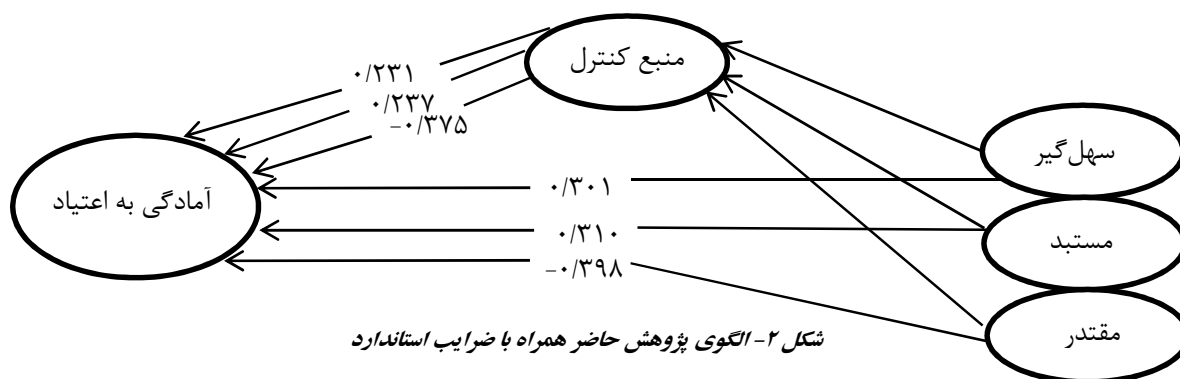 منبع کنترل
۰/۲۳۱
۰/۲۳۷
-۰/۳۷۵
سهل‌گیر
۰/۳۰۱
آمادگی به اعتیاد
۰/۳۱۰
مستبد
-۰/۳۹۸
مقتدر
شکل ۲- الگوی پژوهش حاضر همراه با ضرایب استاندارد